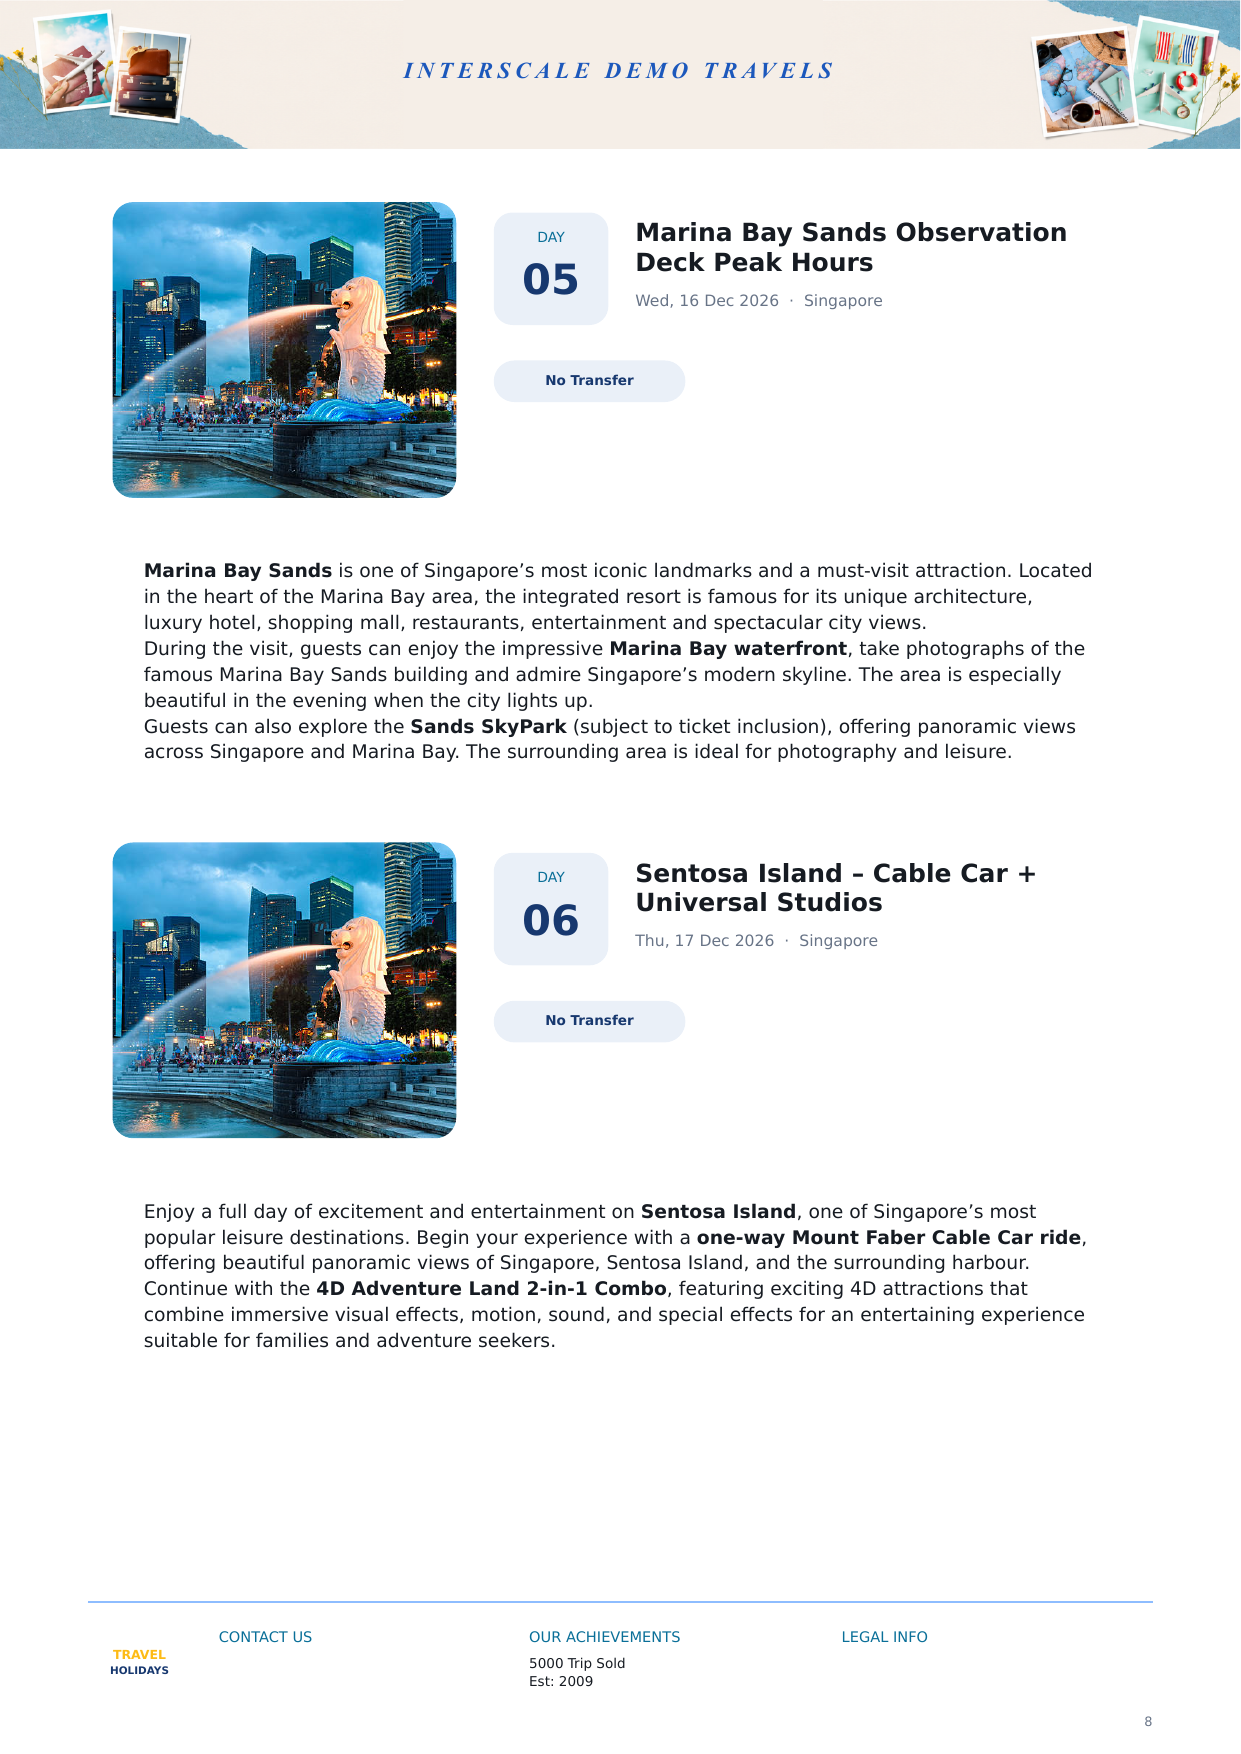 INTERSCALE DEMO TRAVELS
DAY
05
Marina Bay Sands Observation
Deck Peak Hours
Wed, 16 Dec 2026 · Singapore
No Transfer
Marina Bay Sands is one of Singapore’s most iconic landmarks and a must-visit attraction. Located
in the heart of the Marina Bay area, the integrated resort is famous for its unique architecture,
luxury hotel, shopping mall, restaurants, entertainment and spectacular city views.
During the visit, guests can enjoy the impressive Marina Bay waterfront, take photographs of the
famous Marina Bay Sands building and admire Singapore’s modern skyline. The area is especially
beautiful in the evening when the city lights up.
Guests can also explore the Sands SkyPark (subject to ticket inclusion), offering panoramic views
across Singapore and Marina Bay. The surrounding area is ideal for photography and leisure.
DAY
06
Sentosa Island – Cable Car +
Universal Studios
Thu, 17 Dec 2026 · Singapore
No Transfer
Enjoy a full day of excitement and entertainment on Sentosa Island, one of Singapore’s most
popular leisure destinations. Begin your experience with a one-way Mount Faber Cable Car ride,
offering beautiful panoramic views of Singapore, Sentosa Island, and the surrounding harbour.
Continue with the 4D Adventure Land 2-in-1 Combo, featuring exciting 4D attractions that
combine immersive visual effects, motion, sound, and special effects for an entertaining experience
suitable for families and adventure seekers.
TRAVEL
HOLIDAYS
CONTACT US
OUR ACHIEVEMENTS
5000 Trip Sold
Est: 2009
LEGAL INFO
8